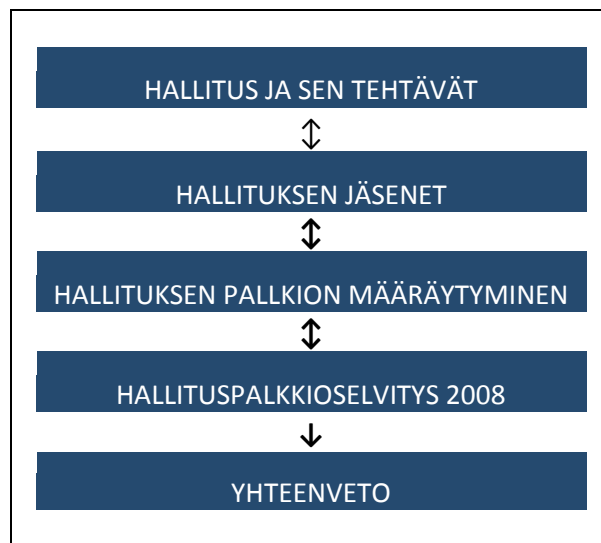 HALLITUS JA SEN TEHTÄVÄT
↕
HALLITUKSEN JÄSENET
↕
HALLITUKSEN PALLKION MÄÄRÄYTYMINEN
↕
HALLITUSPALKKIOSELVITYS 2008
↓
YHTEENVETO